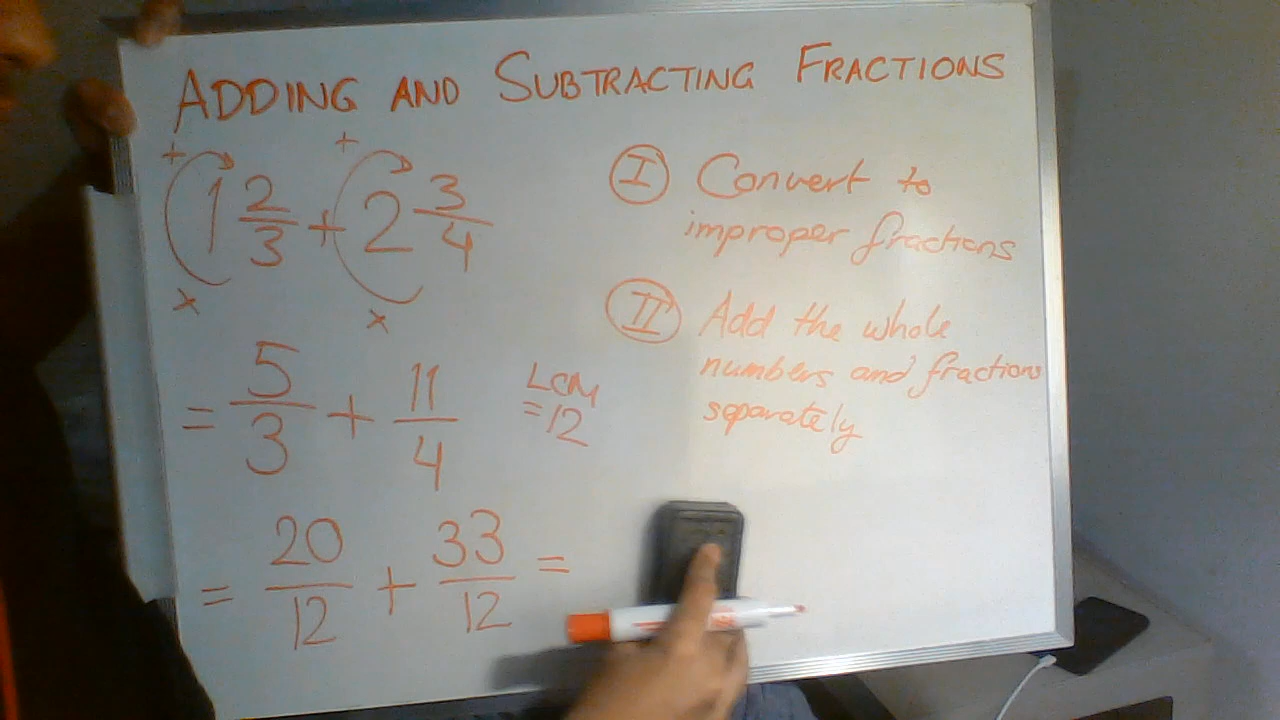 ADDING AND SUBTRACTING FRACTIONS
+ +
1 2/3 + 2 3/4
x x
= 5/3 + 11/4
LCM
=12
= 20/12 + 33/12 =
I Convert to
improper fractions
II Add the whole
numbers and fractions
separately